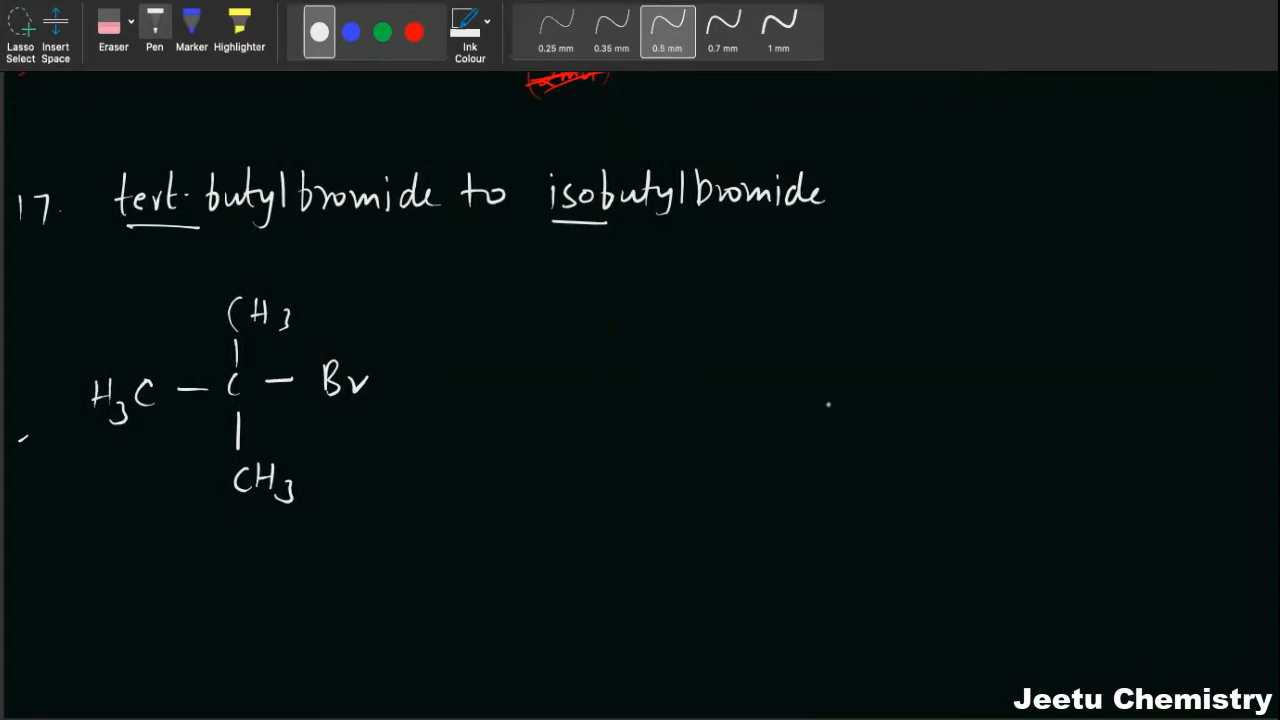 Lasso Select
Insert Space
Eraser
Pen
Marker
Highlighter
Ink Colour
0.25 mm
0.35 mm
0.5 mm
0.7 mm
1 mm
17. tert. butylbromide to isobutylbromide
CH3
H3C - C - Br
CH3
Jeetu Chemistry